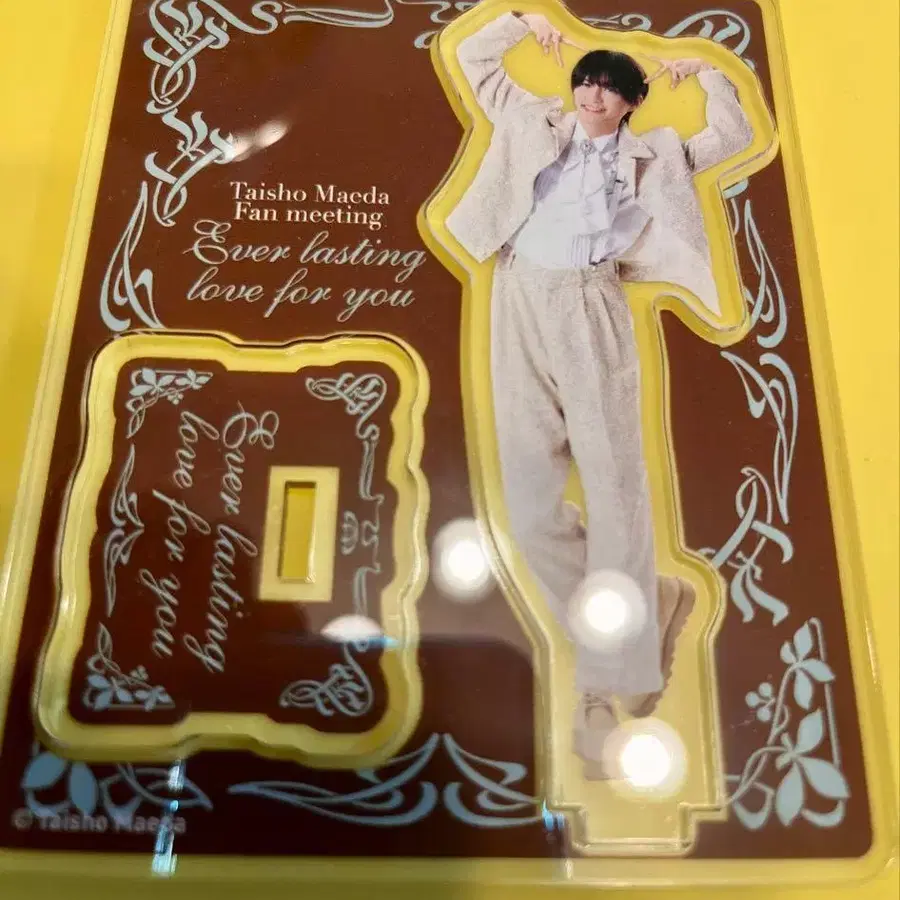 Taisho Maeda
Fan meeting
Ever lasting
love for you
Ever lasting
love for you
© Taisho Maeda